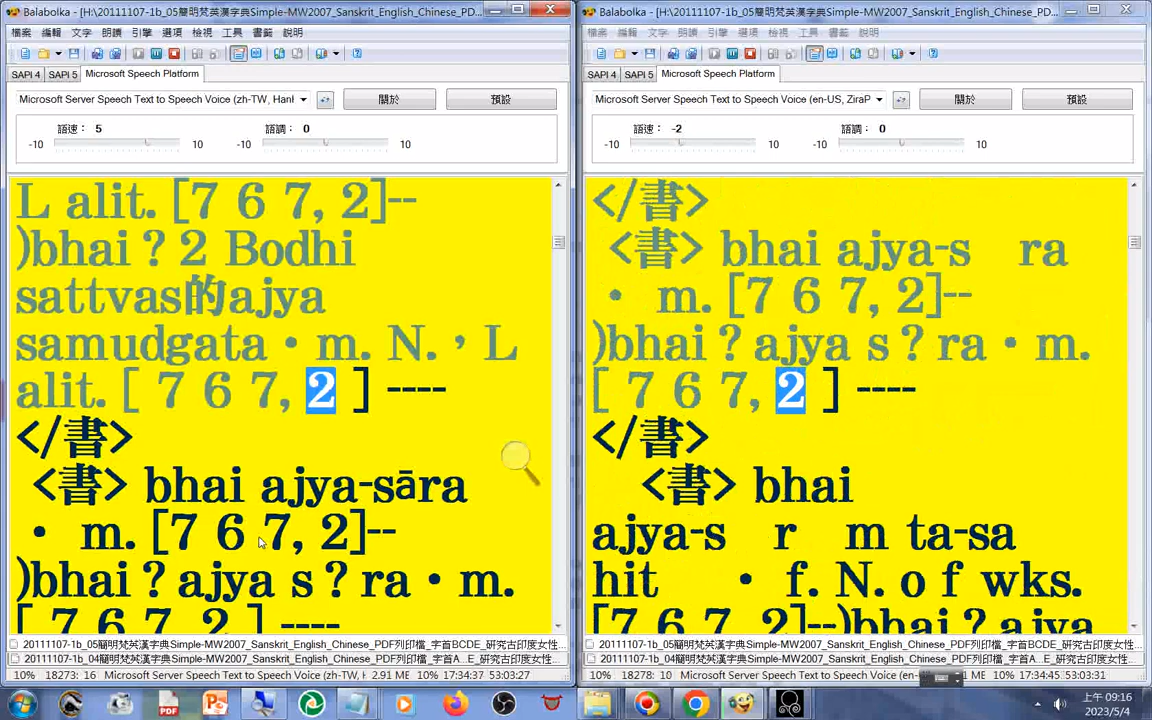 Balabolka - [H:\20111107-1b_05簡明梵英漢字典Simple-MW2007_Sanskrit_English_Chinese_PD...
檔案 編輯 文字 朗讀 引擎 選項 檢視 工具 書籤 說明
SAPI 4 SAPI 5 Microsoft Speech Platform
Microsoft Server Speech Text to Speech Voice (zh-TW, Hanl
關於 預設
語速： 5 語調： 0
-10 10 -10 10
L alit. [7 6 7, 2]--
)bhai ? 2 Bodhi
sattvas的ajya
samudgata • m. N.，L
alit. [ 7 6 7, 2 ] ----
</書>
<書> bhai ajya-sāra
• m. [7 6 7, 2]--
)bhai ? ajya s ? ra • m.
[ 7 6 7, 2 ] ----
20111107-1b_05簡明梵英漢字典Simple-MW2007_Sanskrit_English_Chinese_PDF列印檔_字首BCDE_研究古印度女性...
20111107-1b_04簡明梵英漢字典Simple-MW2007_Sanskrit_English_Chinese_PDF列印檔_字首A...E_研究古印度女性...
10% 18273: 16 Microsoft Server Speech Text to Speech Voice (zh-TW, 2.91 MB 10% 17:34:37 53:03:27
Balabolka - [H:\20111107-1b_05簡明梵英漢字典Simple-MW2007_Sanskrit_English_Chinese_PD...
檔案 編輯 文字 朗讀 引擎 選項 檢視 工具 書籤 說明
SAPI 4 SAPI 5 Microsoft Speech Platform
Microsoft Server Speech Text to Speech Voice (en-US, ZiraP
關於 預設
語速： -2 語調： 0
-10 10 -10 10
</書>
<書> bhai ajya-s ra
• m. [7 6 7, 2]--
)bhai ? ajya s ? ra • m.
[ 7 6 7, 2 ] ----
</書>
<書> bhai
ajya-s r m ta-sa
hit • f. N. o f wks.
[7 6 7, 2]--)bhai ? ajya
20111107-1b_05簡明梵英漢字典Simple-MW2007_Sanskrit_English_Chinese_PDF列印檔_字首BCDE_研究古印度女性...
20111107-1b_04簡明梵英漢字典Simple-MW2007_Sanskrit_English_Chinese_PDF列印檔_字首A...E_研究古印度女性...
10% 18278: 10 Microsoft Server Speech Text to Speech Voice (en-US, 10% 17:34:45 53:03:31
PDF
上午 09:16
2023/5/4